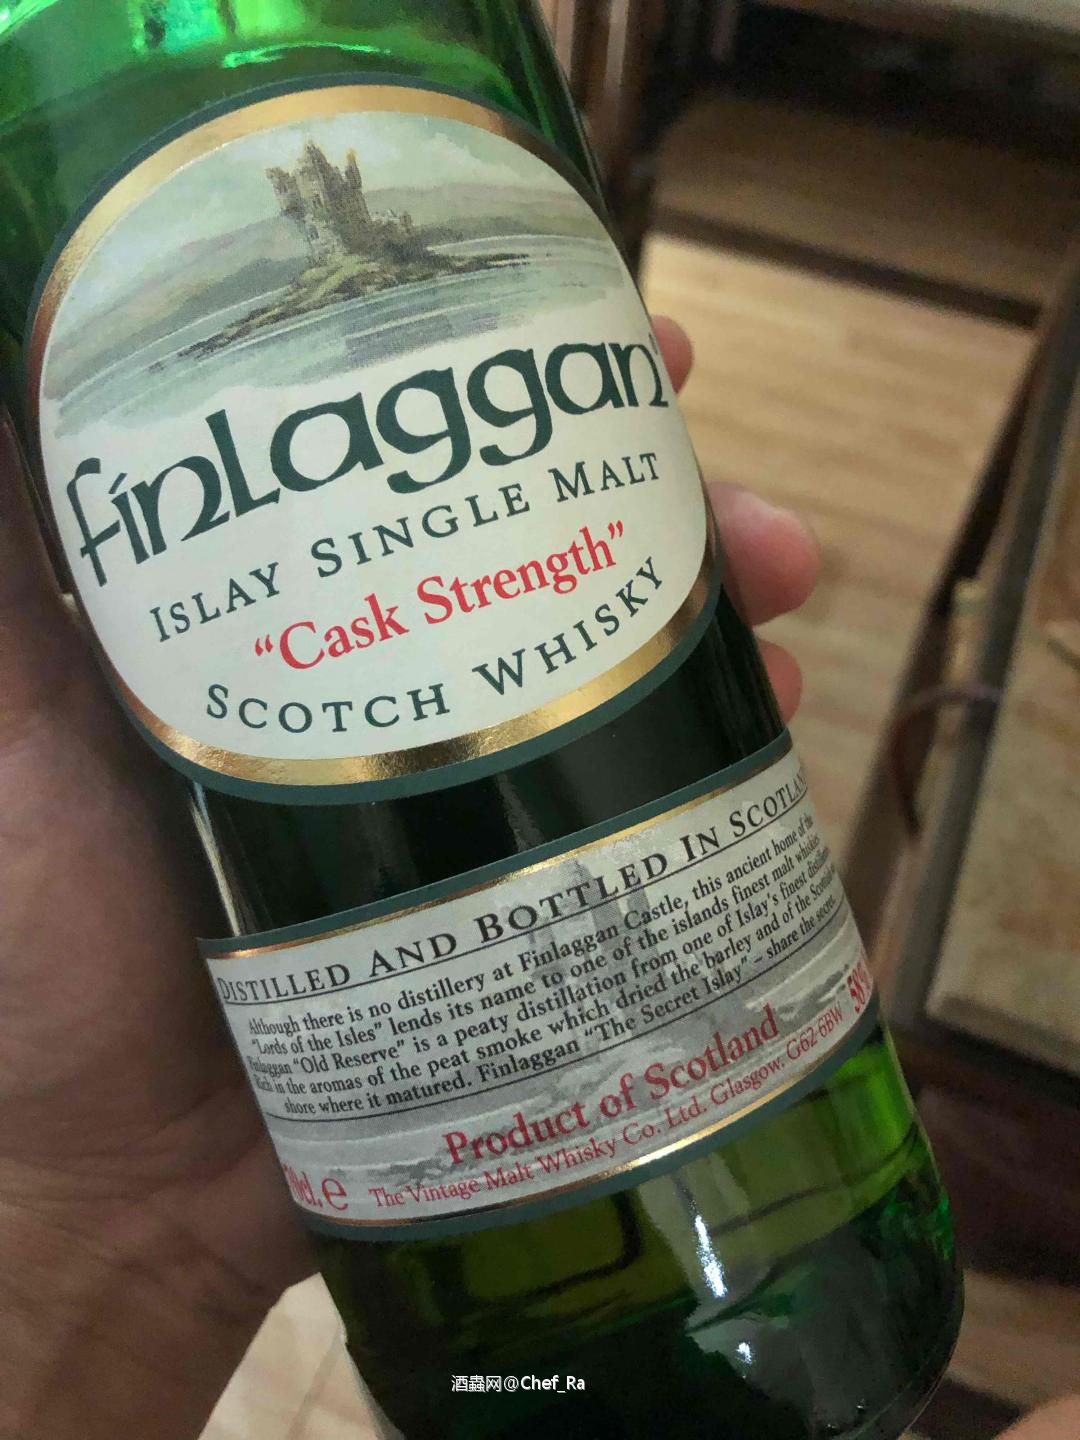 finlaggan
ISLAY SINGLE MALT
"Cask Strength"
SCOTCH WHISKY
DISTILLED AND BOTTLED IN SCOTLAND
Although there is no distillery at Finlaggan Castle, this ancient home of the
"Lords of the Isles" lends its name to one of the islands finest malt whiskies.
Finlaggan "Old Reserve" is a peaty distillation from one of Islay's finest distilleries
Rich in the aromas of the peat smoke which dried the barley and of the Scottish
shore where it matured. Finlaggan "The Secret Islay" – share the secret.
Product of Scotland
70cl. e The Vintage Malt Whisky Co. Ltd. Glasgow. G62 6BW 58%
酒蟲网@Chef_Ra